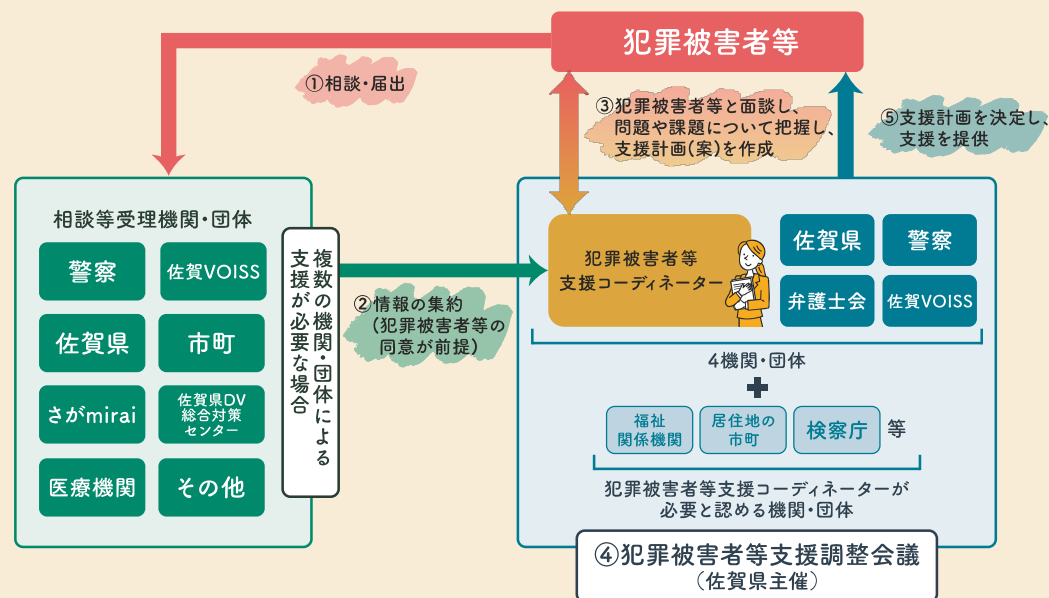 犯罪被害者等
①相談・届出
③犯罪被害者等と面談し、
問題や課題について把握し、
支援計画(案)を作成
⑤支援計画を決定し、
支援を提供
相談等受理機関・団体
警察
佐賀VOISS
佐賀県
市町
さがmirai
佐賀県DV
総合対策
センター
医療機関
その他
複数の機関・団体による
支援が必要な場合
②情報の集約
(犯罪被害者等の
同意が前提)
犯罪被害者等
支援コーディネーター
佐賀県
警察
弁護士会
佐賀VOISS
4機関・団体
福祉
関係機関
居住地の
市町
検察庁
等
犯罪被害者等支援コーディネーターが
必要と認める機関・団体
④犯罪被害者等支援調整会議
(佐賀県主催)